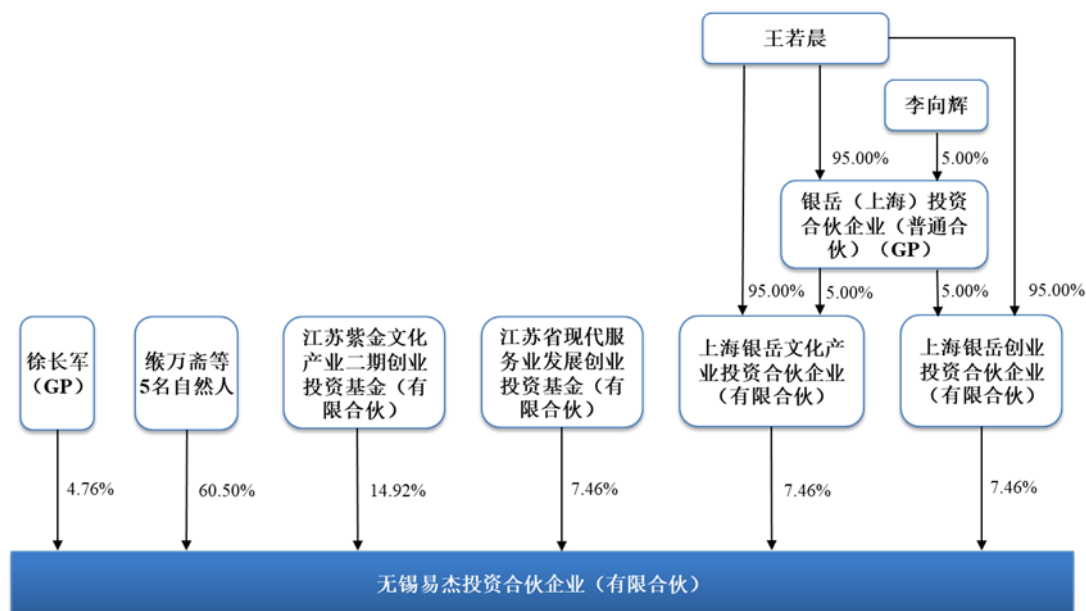 王若晨
李向辉
95.00%
5.00%
银岳（上海）投资
合伙企业（普通合
伙）（GP）
95.00%
5.00%
5.00%
95.00%
徐长军
（GP）
缑万斋等
5名自然人
江苏紫金文化
产业二期创业
投资基金（有
限合伙）
江苏省现代服
务业发展创业
投资基金（有
限合伙）
上海银岳文化产
业投资合伙企业
（有限合伙）
上海银岳创业
投资合伙企业
（有限合伙）
4.76%
60.50%
14.92%
7.46%
7.46%
7.46%
无锡易杰投资合伙企业（有限合伙）